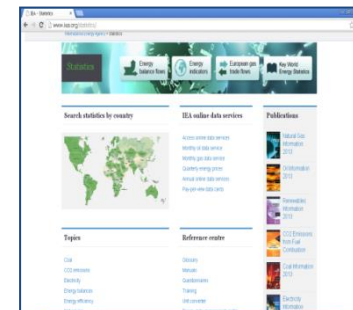 IEA - Statistics
www.iea.org/statistics/
Statistics
Energy balance flows
Energy indicators
European gas trade flows
Key World Energy Statistics
Search statistics by country
IEA online data services
Access online data services
Monthly oil data service
Monthly gas data service
Quarterly energy prices
Annual online data services
Pay-per-view data cards
Publications
Natural Gas Information 2013
Oil Information 2013
Renewables Information 2013
CO2 Emissions from Fuel Combustion
Coal Information 2013
Electricity Information
Topics
Coal
CO2 emissions
Electricity
Energy balances
Energy efficiency
Reference centre
Glossary
Manuals
Questionnaires
Training
Unit converter